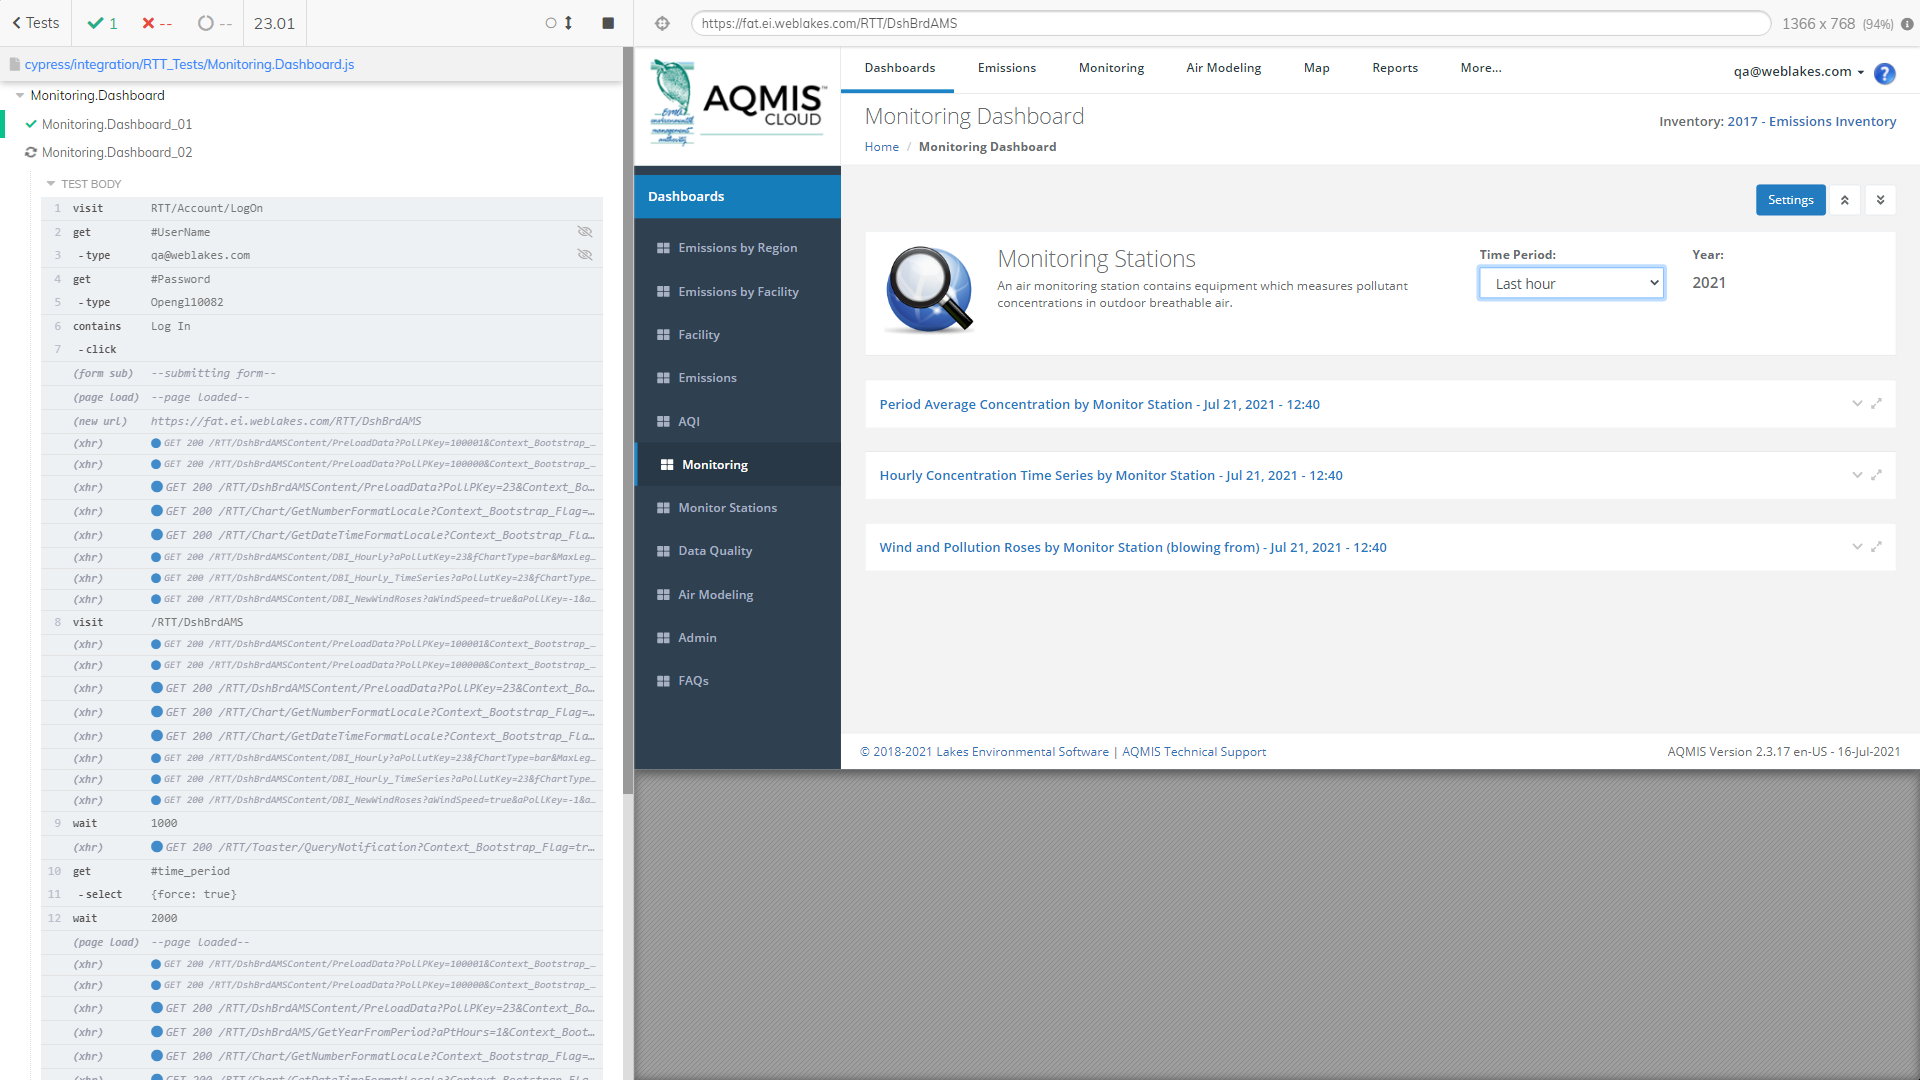 Tests
1
--
--
23.01
cypress/integration/RTT_Tests/Monitoring.Dashboard.js
Monitoring.Dashboard
Monitoring.Dashboard_01
Monitoring.Dashboard_02
TEST BODY
1 visit RTT/Account/LogOn
2 get #UserName
3 -type qa@weblakes.com
4 get #Password
5 -type Opengl10082
6 contains Log In
7 -click
(form sub) --submitting form--
(page load) --page loaded--
(new url) https://fat.ei.weblakes.com/RTT/DshBrdAMS
(xhr) GET 200 /RTT/DshBrdAMSContent/PreLoadData?PollPKey=100001&Context_Bootstrap_…
(xhr) GET 200 /RTT/DshBrdAMSContent/PreLoadData?PollPKey=100000&Context_Bootstrap_…
(xhr) GET 200 /RTT/DshBrdAMSContent/PreLoadData?PollPKey=23&Context_Bo…
(xhr) GET 200 /RTT/Chart/GetNumberFormatLocale?Context_Bootstrap_Flag=…
(xhr) GET 200 /RTT/Chart/GetDateTimeFormatLocale?Context_Bootstrap_Fla…
(xhr) GET 200 /RTT/DshBrdAMSContent/DBI_Hourly?aPollutKey=23&fChartType=bar&MaxLeg…
(xhr) GET 200 /RTT/DshBrdAMSContent/DBI_Hourly_TimeSeries?aPollutKey=23&fChartType…
(xhr) GET 200 /RTT/DshBrdAMSContent/DBI_NewWindRoses?aWindSpeed=true&aPollKey=-1&a…
8 visit /RTT/DshBrdAMS
(xhr) GET 200 /RTT/DshBrdAMSContent/PreLoadData?PollPKey=100001&Context_Bootstrap_…
(xhr) GET 200 /RTT/DshBrdAMSContent/PreLoadData?PollPKey=100000&Context_Bootstrap_…
(xhr) GET 200 /RTT/DshBrdAMSContent/PreLoadData?PollPKey=23&Context_Bo…
(xhr) GET 200 /RTT/Chart/GetNumberFormatLocale?Context_Bootstrap_Flag=…
(xhr) GET 200 /RTT/Chart/GetDateTimeFormatLocale?Context_Bootstrap_Fla…
(xhr) GET 200 /RTT/DshBrdAMSContent/DBI_Hourly?aPollutKey=23&fChartType=bar&MaxLeg…
(xhr) GET 200 /RTT/DshBrdAMSContent/DBI_Hourly_TimeSeries?aPollutKey=23&fChartType…
(xhr) GET 200 /RTT/DshBrdAMSContent/DBI_NewWindRoses?aWindSpeed=true&aPollKey=-1&a…
9 wait 1000
(xhr) GET 200 /RTT/Toaster/QueryNotification?Context_Bootstrap_Flag=tr…
10 get #time_period
11 -select {force: true}
12 wait 2000
(page load) --page loaded--
(xhr) GET 200 /RTT/DshBrdAMSContent/PreLoadData?PollPKey=100001&Context_Bootstrap_…
(xhr) GET 200 /RTT/DshBrdAMSContent/PreLoadData?PollPKey=100000&Context_Bootstrap_…
(xhr) GET 200 /RTT/DshBrdAMSContent/PreLoadData?PollPKey=23&Context_Bo…
(xhr) GET 200 /RTT/DshBrdAMS/GetYearFromPeriod?aPtHours=1&Context_Boot…
(xhr) GET 200 /RTT/Chart/GetNumberFormatLocale?Context_Bootstrap_Flag=…
(xhr) GET 200 /RTT/Chart/GetDateTimeFormatLocale?Context_Bootstrap_Fla…
https://fat.ei.weblakes.com/RTT/DshBrdAMS
1366 x 768 (94%)
AQMIS™
CLOUD
environmental
management
authority
Dashboards
Emissions
Monitoring
Air Modeling
Map
Reports
More...
qa@weblakes.com
?
Monitoring Dashboard
Inventory: 2017 - Emissions Inventory
Home / Monitoring Dashboard
Dashboards
Emissions by Region
Emissions by Facility
Facility
Emissions
AQI
Monitoring
Monitor Stations
Data Quality
Air Modeling
Admin
FAQs
Settings
Monitoring Stations
An air monitoring station contains equipment which measures pollutant
concentrations in outdoor breathable air.
Time Period:
Last hour
Year:
2021
Period Average Concentration by Monitor Station - Jul 21, 2021 - 12:40
Hourly Concentration Time Series by Monitor Station - Jul 21, 2021 - 12:40
Wind and Pollution Roses by Monitor Station (blowing from) - Jul 21, 2021 - 12:40
© 2018-2021 Lakes Environmental Software | AQMIS Technical Support
AQMIS Version 2.3.17 en-US - 16-Jul-2021